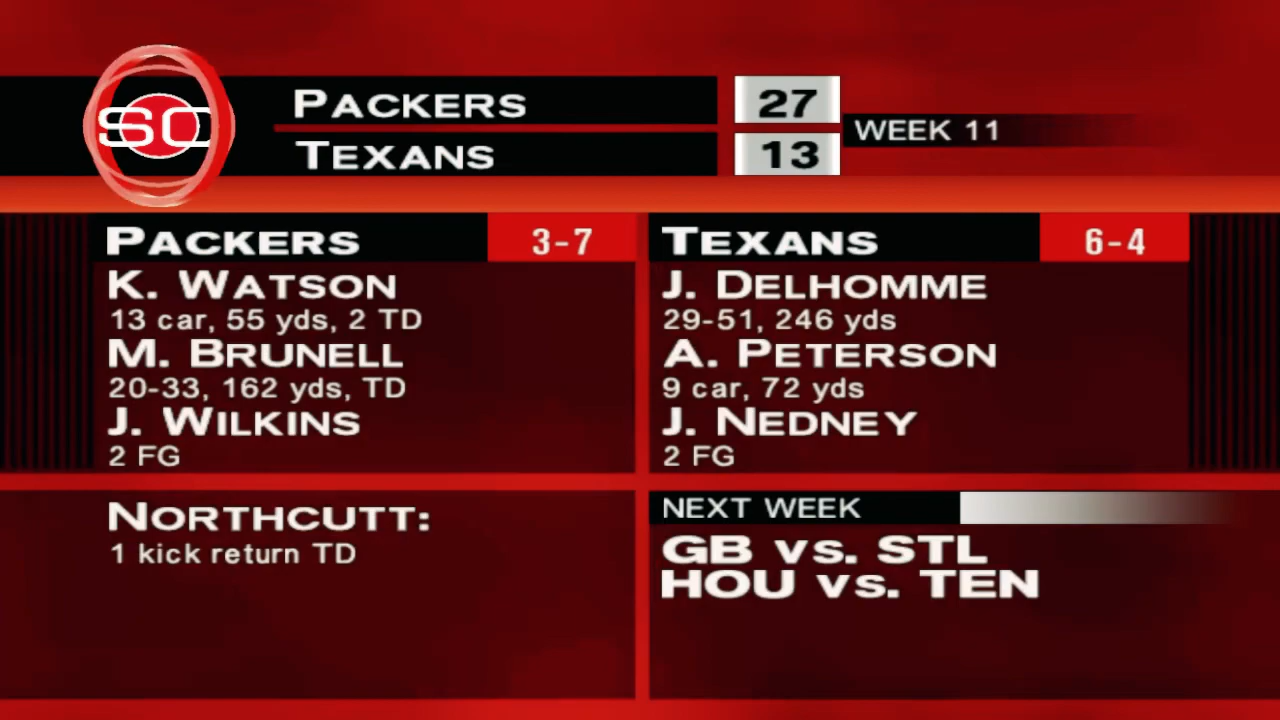 SC
PACKERS 27
TEXANS 13
WEEK 11
PACKERS 3-7
K. WATSON
13 car, 55 yds, 2 TD
M. BRUNELL
20-33, 162 yds, TD
J. WILKINS
2 FG
TEXANS 6-4
J. DELHOMME
29-51, 246 yds
A. PETERSON
9 car, 72 yds
J. NEDNEY
2 FG
NORTHCUTT:
1 kick return TD
NEXT WEEK
GB vs. STL
HOU vs. TEN